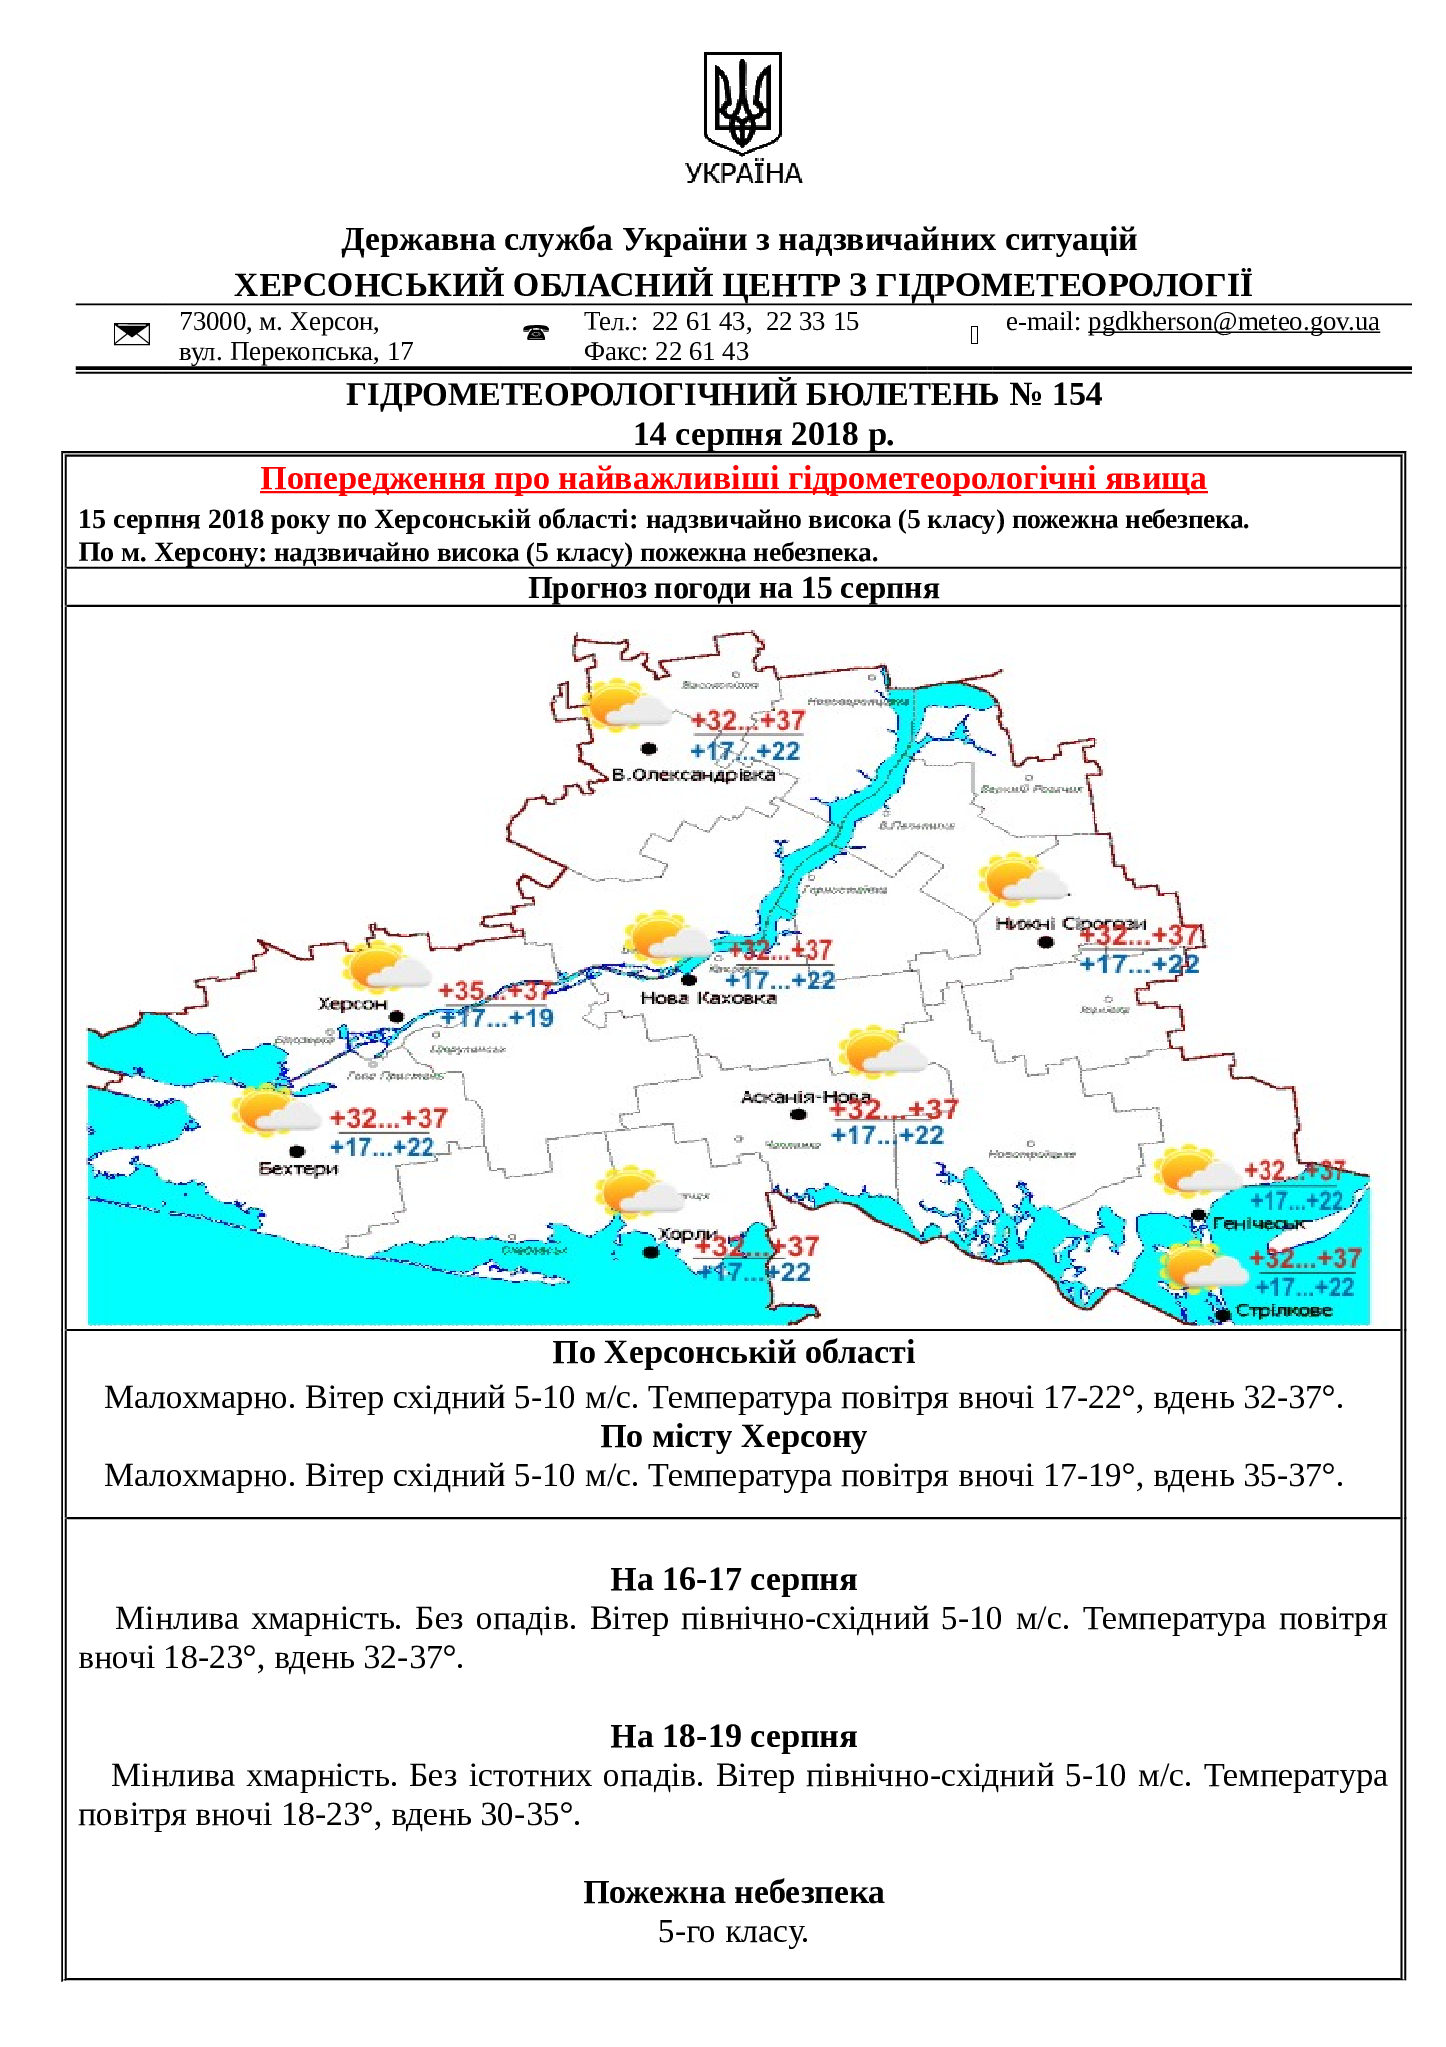 УКРАЇНА
Державна служба України з надзвичайних ситуацій
ХЕРСОНСЬКИЙ ОБЛАСНИЙ ЦЕНТР З ГІДРОМЕТЕОРОЛОГІЇ
73000, м. Херсон,
вул. Перекопська, 17
Тел.: 22 61 43, 22 33 15
Факс: 22 61 43
e-mail: pgdkherson@meteo.gov.ua
ГІДРОМЕТЕОРОЛОГІЧНИЙ БЮЛЕТЕНЬ № 154
14 серпня 2018 р.
Попередження про найважливіші гідрометеорологічні явища
15 серпня 2018 року по Херсонській області: надзвичайно висока (5 класу) пожежна небезпека.
По м. Херсону: надзвичайно висока (5 класу) пожежна небезпека.
Прогноз погоди на 15 серпня
+32...+37
+17...+22
В.Олександрівка
Верхній Рогачик
Горностаївка
Нижні Сірогози
+32...+37
+17...+22
+32...+37
+17...+22
Нова Каховка
Херсон
+35...+37
+17...+19
Гола Пристань
Асканія-Нова
+32...+37
+17...+22
Чаплинка
Новотроїцьке
+32...+37
+17...+22
Бехтери
+32...+37
+17...+22
Генічеськ
Хорли
+32...+37
+17...+22
+32...+37
+17...+22
Стрілкове
По Херсонській області
Малохмарно. Вітер східний 5-10 м/с. Температура повітря вночі 17-22°, вдень 32-37°.
По місту Херсону
Малохмарно. Вітер східний 5-10 м/с. Температура повітря вночі 17-19°, вдень 35-37°.
На 16-17 серпня
Мінлива хмарність. Без опадів. Вітер північно-східний 5-10 м/с. Температура повітря
вночі 18-23°, вдень 32-37°.
На 18-19 серпня
Мінлива хмарність. Без істотних опадів. Вітер північно-східний 5-10 м/с. Температура
повітря вночі 18-23°, вдень 30-35°.
Пожежна небезпека
5-го класу.